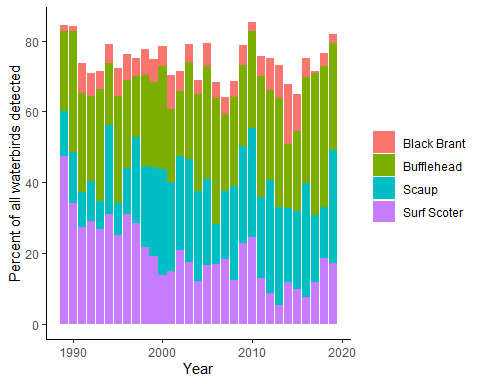 Percent of all waterbirds detected
80
60
40
20
0
1990
2000
2010
2020
Year
Black Brant
Bufflehead
Scaup
Surf Scoter